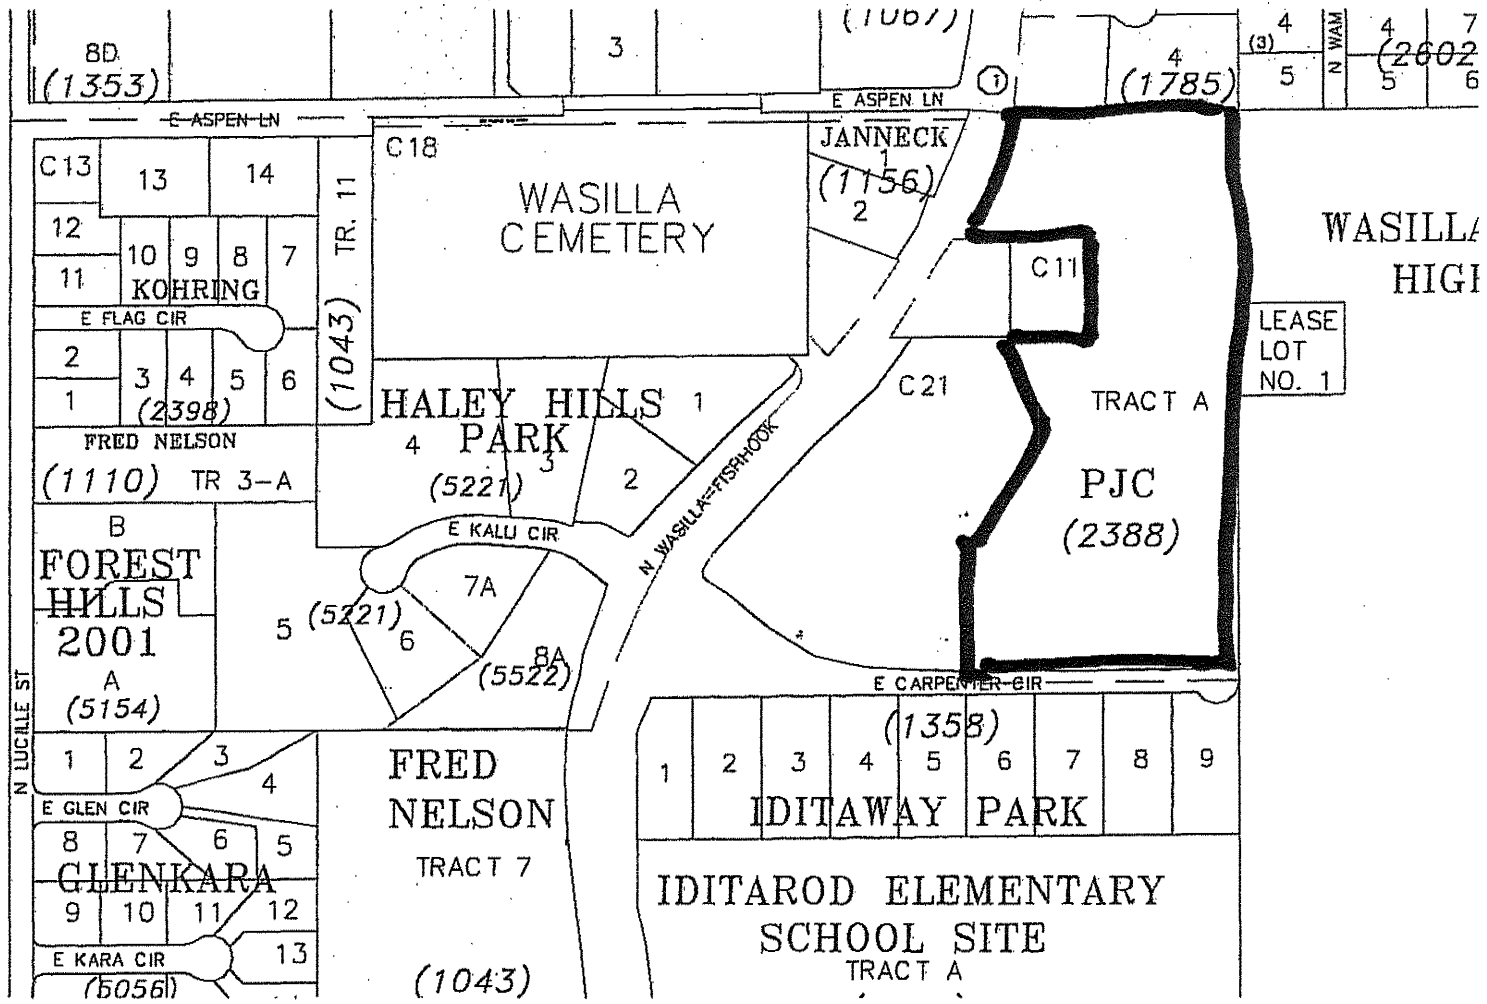 (1067)
4
4
7
8D
3
(3)
N WAM
(2602
(1353)
1
4
(1785)
5
5
6
E ASPEN LN
E ASPEN LN
C13
13
14
TR. 11
C18
JANNECK
1
(1156)
2
WASILLA
CEMETERY
12
10
9
8
7
11
KOHRING
E FLAG CIR
(1043)
C11
WASILLA
HIGH
LEASE
LOT
NO. 1
2
3
4
5
6
1
(2398)
HALEY HILLS
PARK
1
4
3
2
(5221)
C21
TRACT A
PJC
(2388)
FRED NELSON
(1110)
TR 3-A
N WASILLA-FISHHOOK
E KALLI CIR
B
FOREST
HILLS
2001
A
(5154)
5
(5221)
6
7A
8A
(5522)
N LUCILLE ST
E CARPENTER CIR
(1358)
1
2
3
4
5
6
7
8
9
IDITAWAY PARK
1
2
3
4
E GLEN CIR
8
7
6
5
GLENKARA
9
10
11
12
E KARA CIR
13
(5056)
FRED
NELSON
TRACT 7
(1043)
IDITAROD ELEMENTARY
SCHOOL SITE
TRACT A